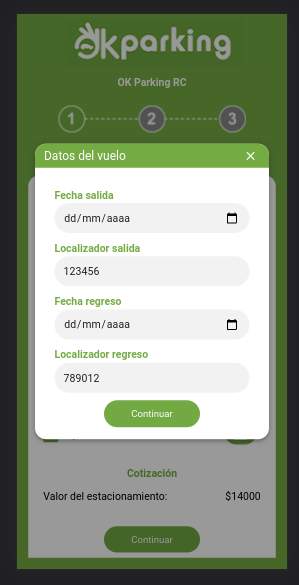 okparking
OK Parking RC
1 2 3
Datos del vuelo
Fecha salida
dd/mm/aaaa
Localizador salida
123456
Fecha regreso
dd/mm/aaaa
Localizador regreso
789012
Continuar
Cotización
Valor del estacionamiento: $14000
Continuar